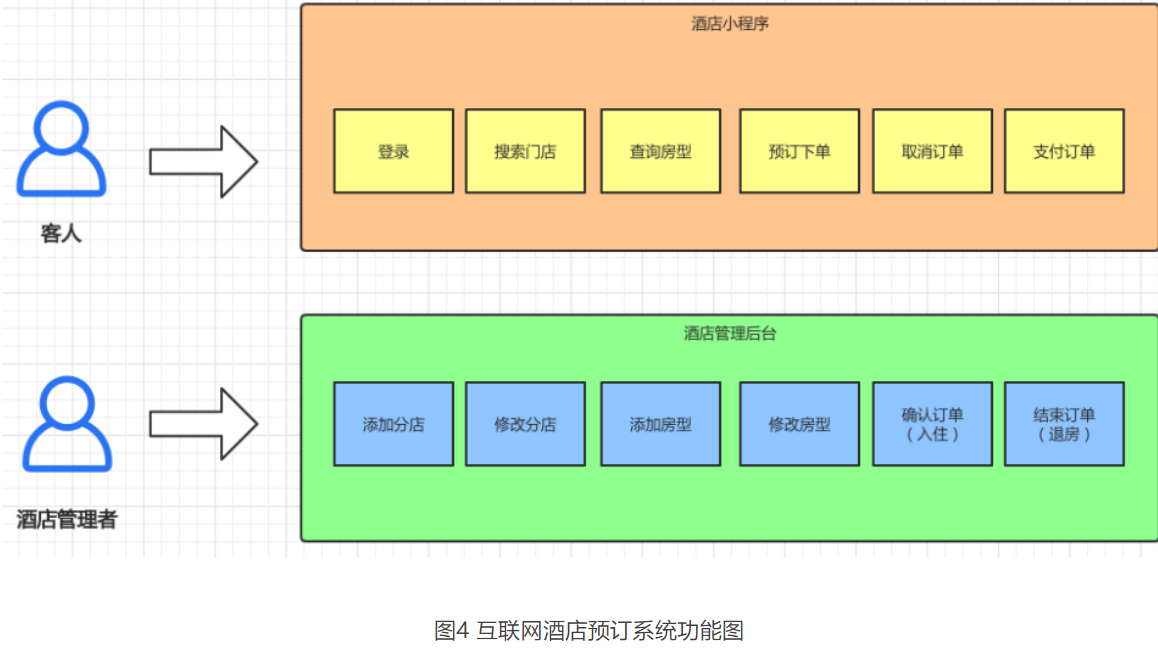 酒店小程序
登录
搜索门店
查询房型
预订下单
取消订单
支付订单
客人
酒店管理后台
添加分店
修改分店
添加房型
修改房型
确认订单
（入住）
结束订单
（退房）
酒店管理者
图4 互联网酒店预订系统功能图